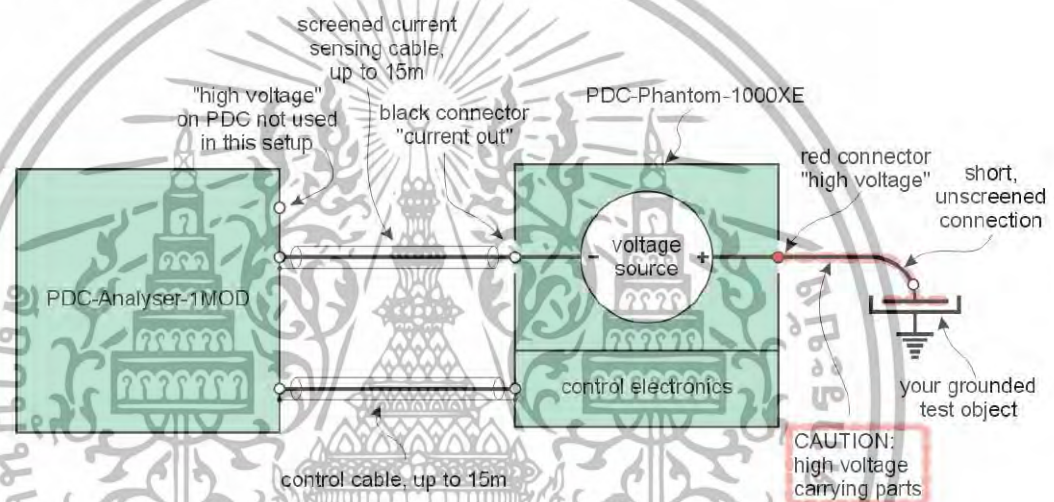 screened current
sensing cable,
up to 15m
"high voltage"
on PDC not used
in this setup
black connector
"current out"
PDC-Phantom-1000XE
red connector
"high voltage"
short,
unscreened
connection
PDC-Analyser-1MOD
-
voltage
source
+
control electronics
your grounded
test object
control cable, up to 15m
CAUTION:
high voltage
carrying parts